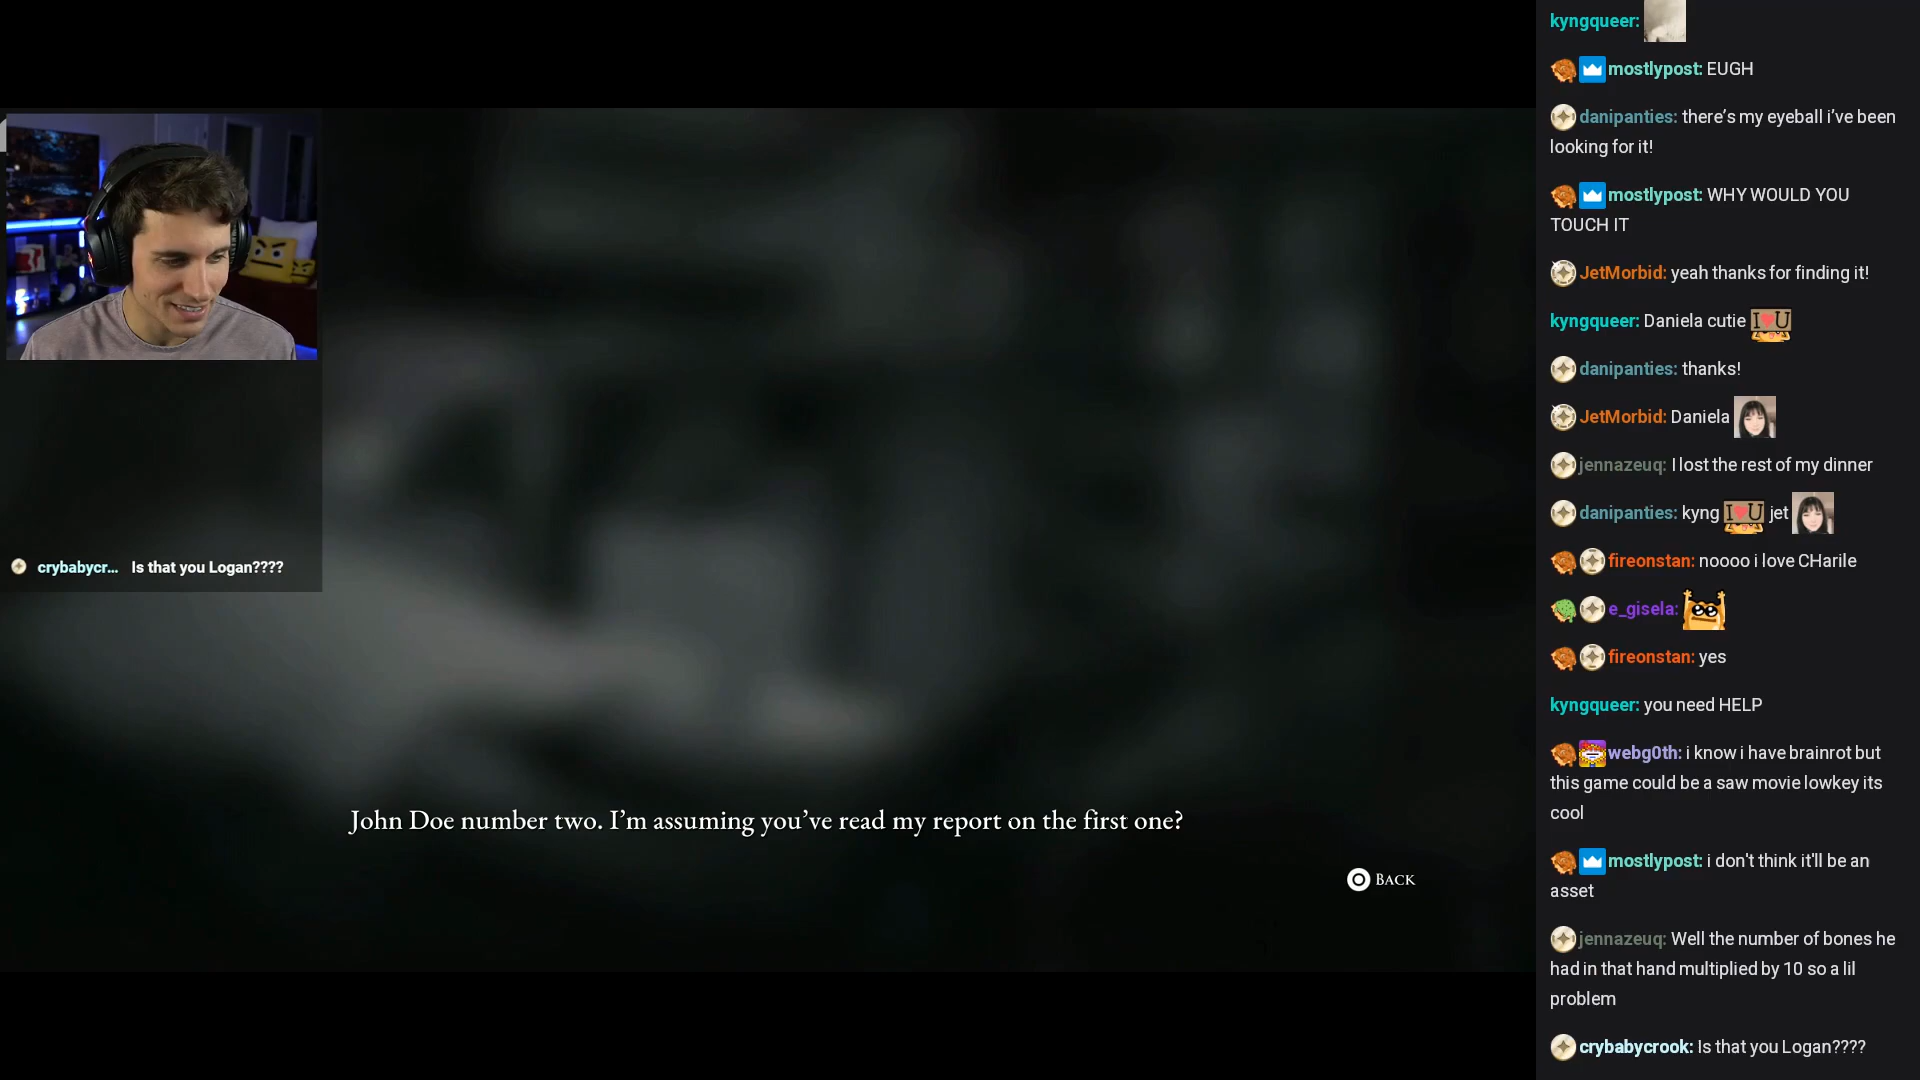 crybabycr... Is that you Logan????
John Doe number two. I’m assuming you’ve read my report on the first one?
BACK
kyngqueer:
mostlypost: EUGH
danipanties: there’s my eyeball i’ve been
looking for it!
mostlypost: WHY WOULD YOU
TOUCH IT
JetMorbid: yeah thanks for finding it!
kyngqueer: Daniela cutie I U
danipanties: thanks!
JetMorbid: Daniela
jennazeuq: I lost the rest of my dinner
danipanties: kyng I U jet
fireonstan: noooo i love CHarile
e_gisela:
fireonstan: yes
kyngqueer: you need HELP
webg0th: i know i have brainrot but
this game could be a saw movie lowkey its
cool
mostlypost: i don't think it'll be an
asset
jennazeuq: Well the number of bones he
had in that hand multiplied by 10 so a lil
problem
crybabycrook: Is that you Logan????